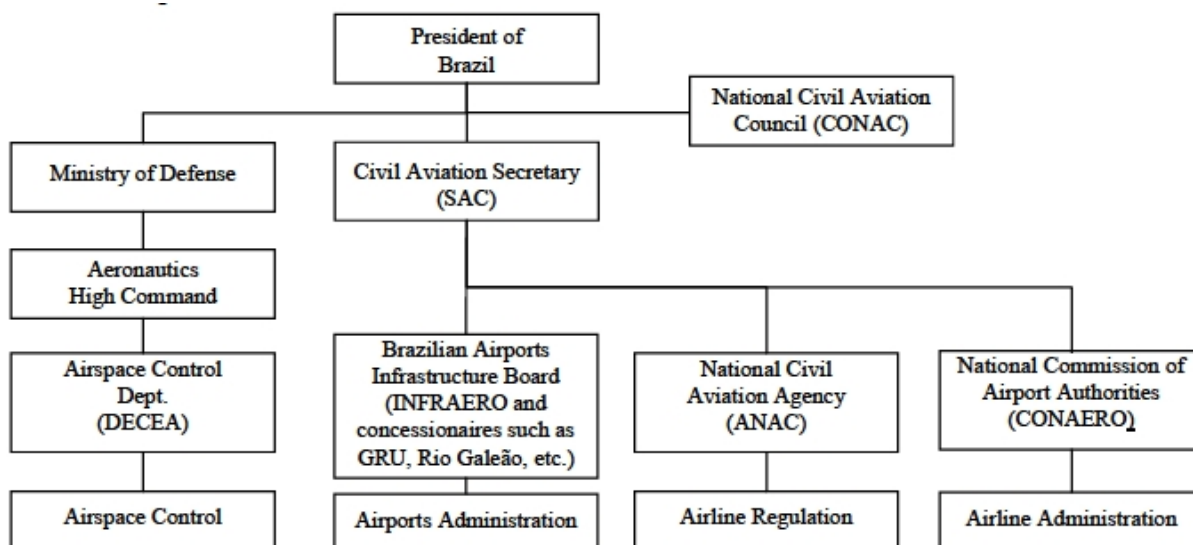 President of
Brazil
National Civil Aviation
Council (CONAC)
Ministry of Defense
Civil Aviation Secretary
(SAC)
Aeronautics
High Command
Airspace Control
Dept.
(DECEA)
Brazilian Airports
Infrastructure Board
(INFRAERO and
concessionaires such as
GRU, Rio Galeão, etc.)
National Civil
Aviation Agency
(ANAC)
National Commission of
Airport Authorities
(CONAERO)
Airspace Control
Airports Administration
Airline Regulation
Airline Administration